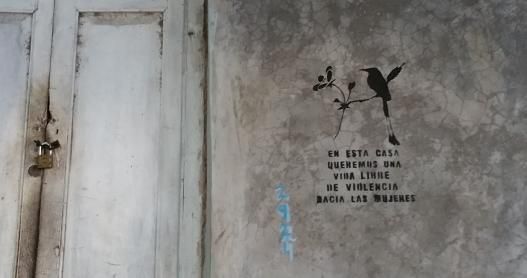 EN ESTA CASA
QUEREMOS UNA
VIDA LIBRE
DE VIOLENCIA
HACIA LAS MUJERES